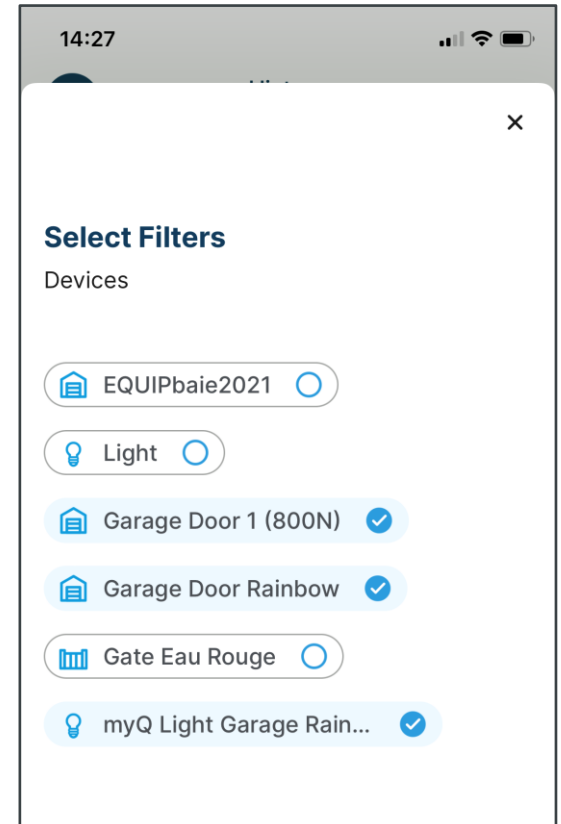 14:27
Select Filters
Devices
EQUIPbaie2021
Light
Garage Door 1 (800N)
Garage Door Rainbow
Gate Eau Rouge
myQ Light Garage Rain...